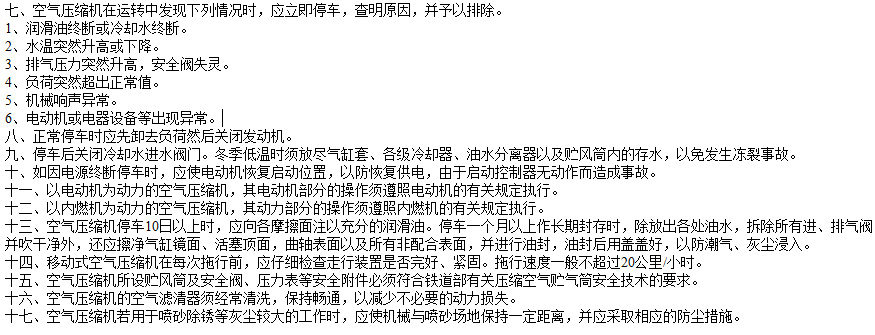 七、空气压缩机在运转中发现下列情况时，应立即停车，查明原因，并予以排除。
1、润滑油终断或冷却水终断。
2、水温突然升高或下降。
3、排气压力突然升高，安全阀失灵。
4、负荷突然超出正常值。
5、机械响声异常。
6、电动机或电器设备等出现异常。
八、正常停车时应先卸去负荷然后关闭发动机。
九、停车后关闭冷却水进水阀门。冬季低温时须放尽气缸套、各级冷却器、油水分离器以及贮风筒内的存水，以免发生冻裂事故。
十、如因电源终断停车时，应使电动机恢复启动位置，以防恢复供电，由于启动控制器无动作而造成事故。
十一、以电动机为动力的空气压缩机，其电动机部分的操作须遵照电动机的有关规定执行。
十二、以内燃机为动力的空气压缩机，其动力部分的操作须遵照内燃机的有关规定执行。
十三、空气压缩机停车10日以上时，应向各摩擦面注以充分的润滑油。停车一个月以上作长期封存时，除放出各处油水，拆除所有进、排气阀
并吹干净外，还应擦净气缸镜面、活塞顶面，曲轴表面以及所有非配合表面，并进行油封，油封后用盖盖好，以防潮气、灰尘浸入。
十四、移动式空气压缩机在每次拖行前，应仔细检查走行装置是否完好、紧固。拖行速度一般不超过20公里/小时。
十五、空气压缩机所设贮风筒及安全阀、压力表等安全附件必须符合铁道部有关压缩空气贮气筒安全技术的要求。
十六、空气压缩机的空气滤清器须经常清洗，保持畅通，以减少不必要的动力损失。
十七、空气压缩机若用于喷砂除锈等灰尘较大的工作时，应使机械与喷砂场地保持一定距离，并应采取相应的防尘措施。